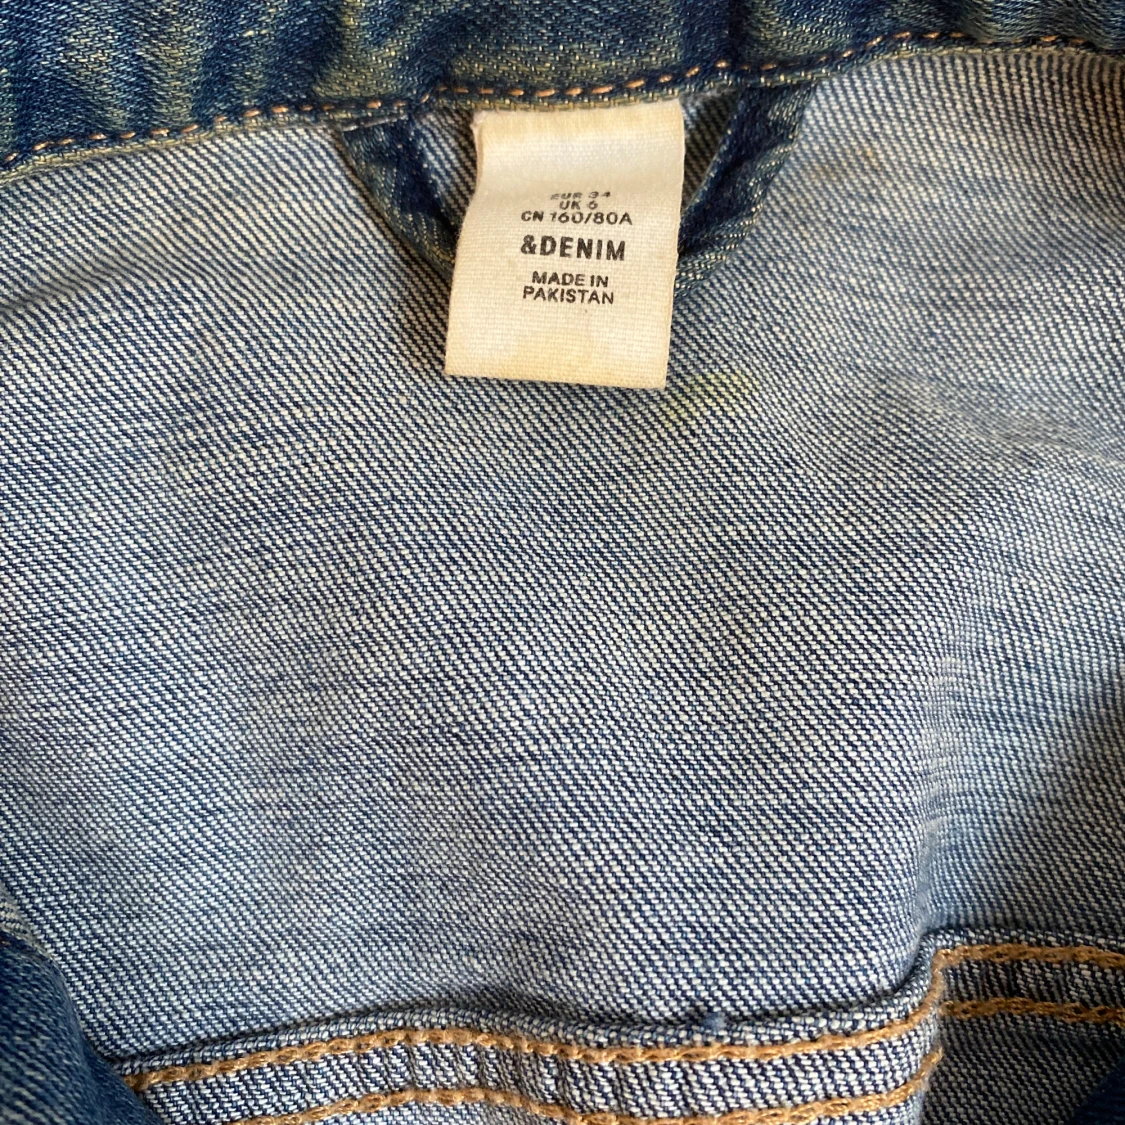 EUR 34
UK 6
CN 160/80A
&DENIM
MADE IN
PAKISTAN